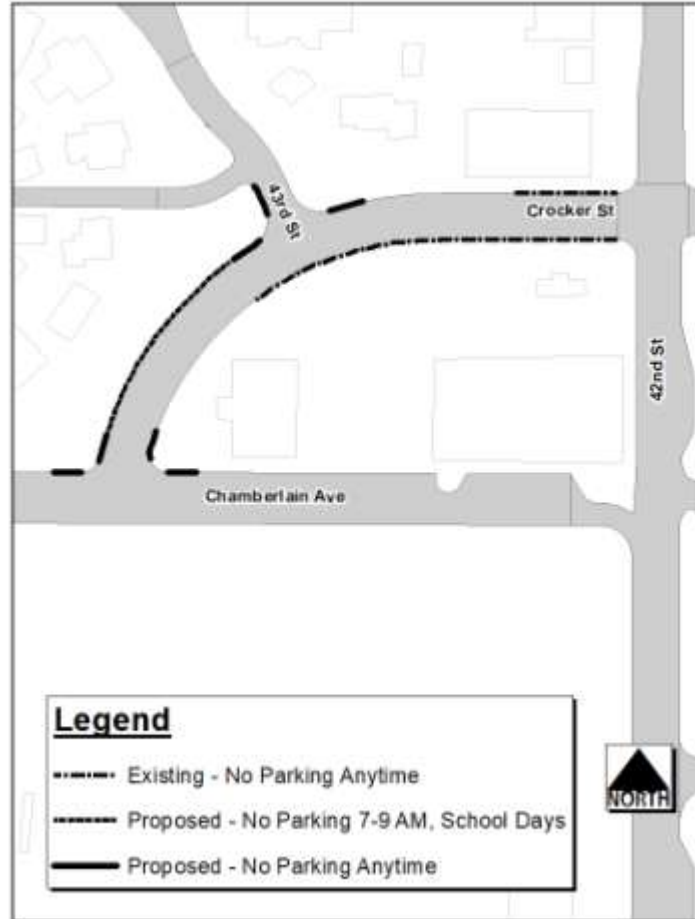 43rd St
Crocker St
42nd St
Chamberlain Ave
Legend
Existing - No Parking Anytime
Proposed - No Parking 7-9 AM, School Days
Proposed - No Parking Anytime
NORTH